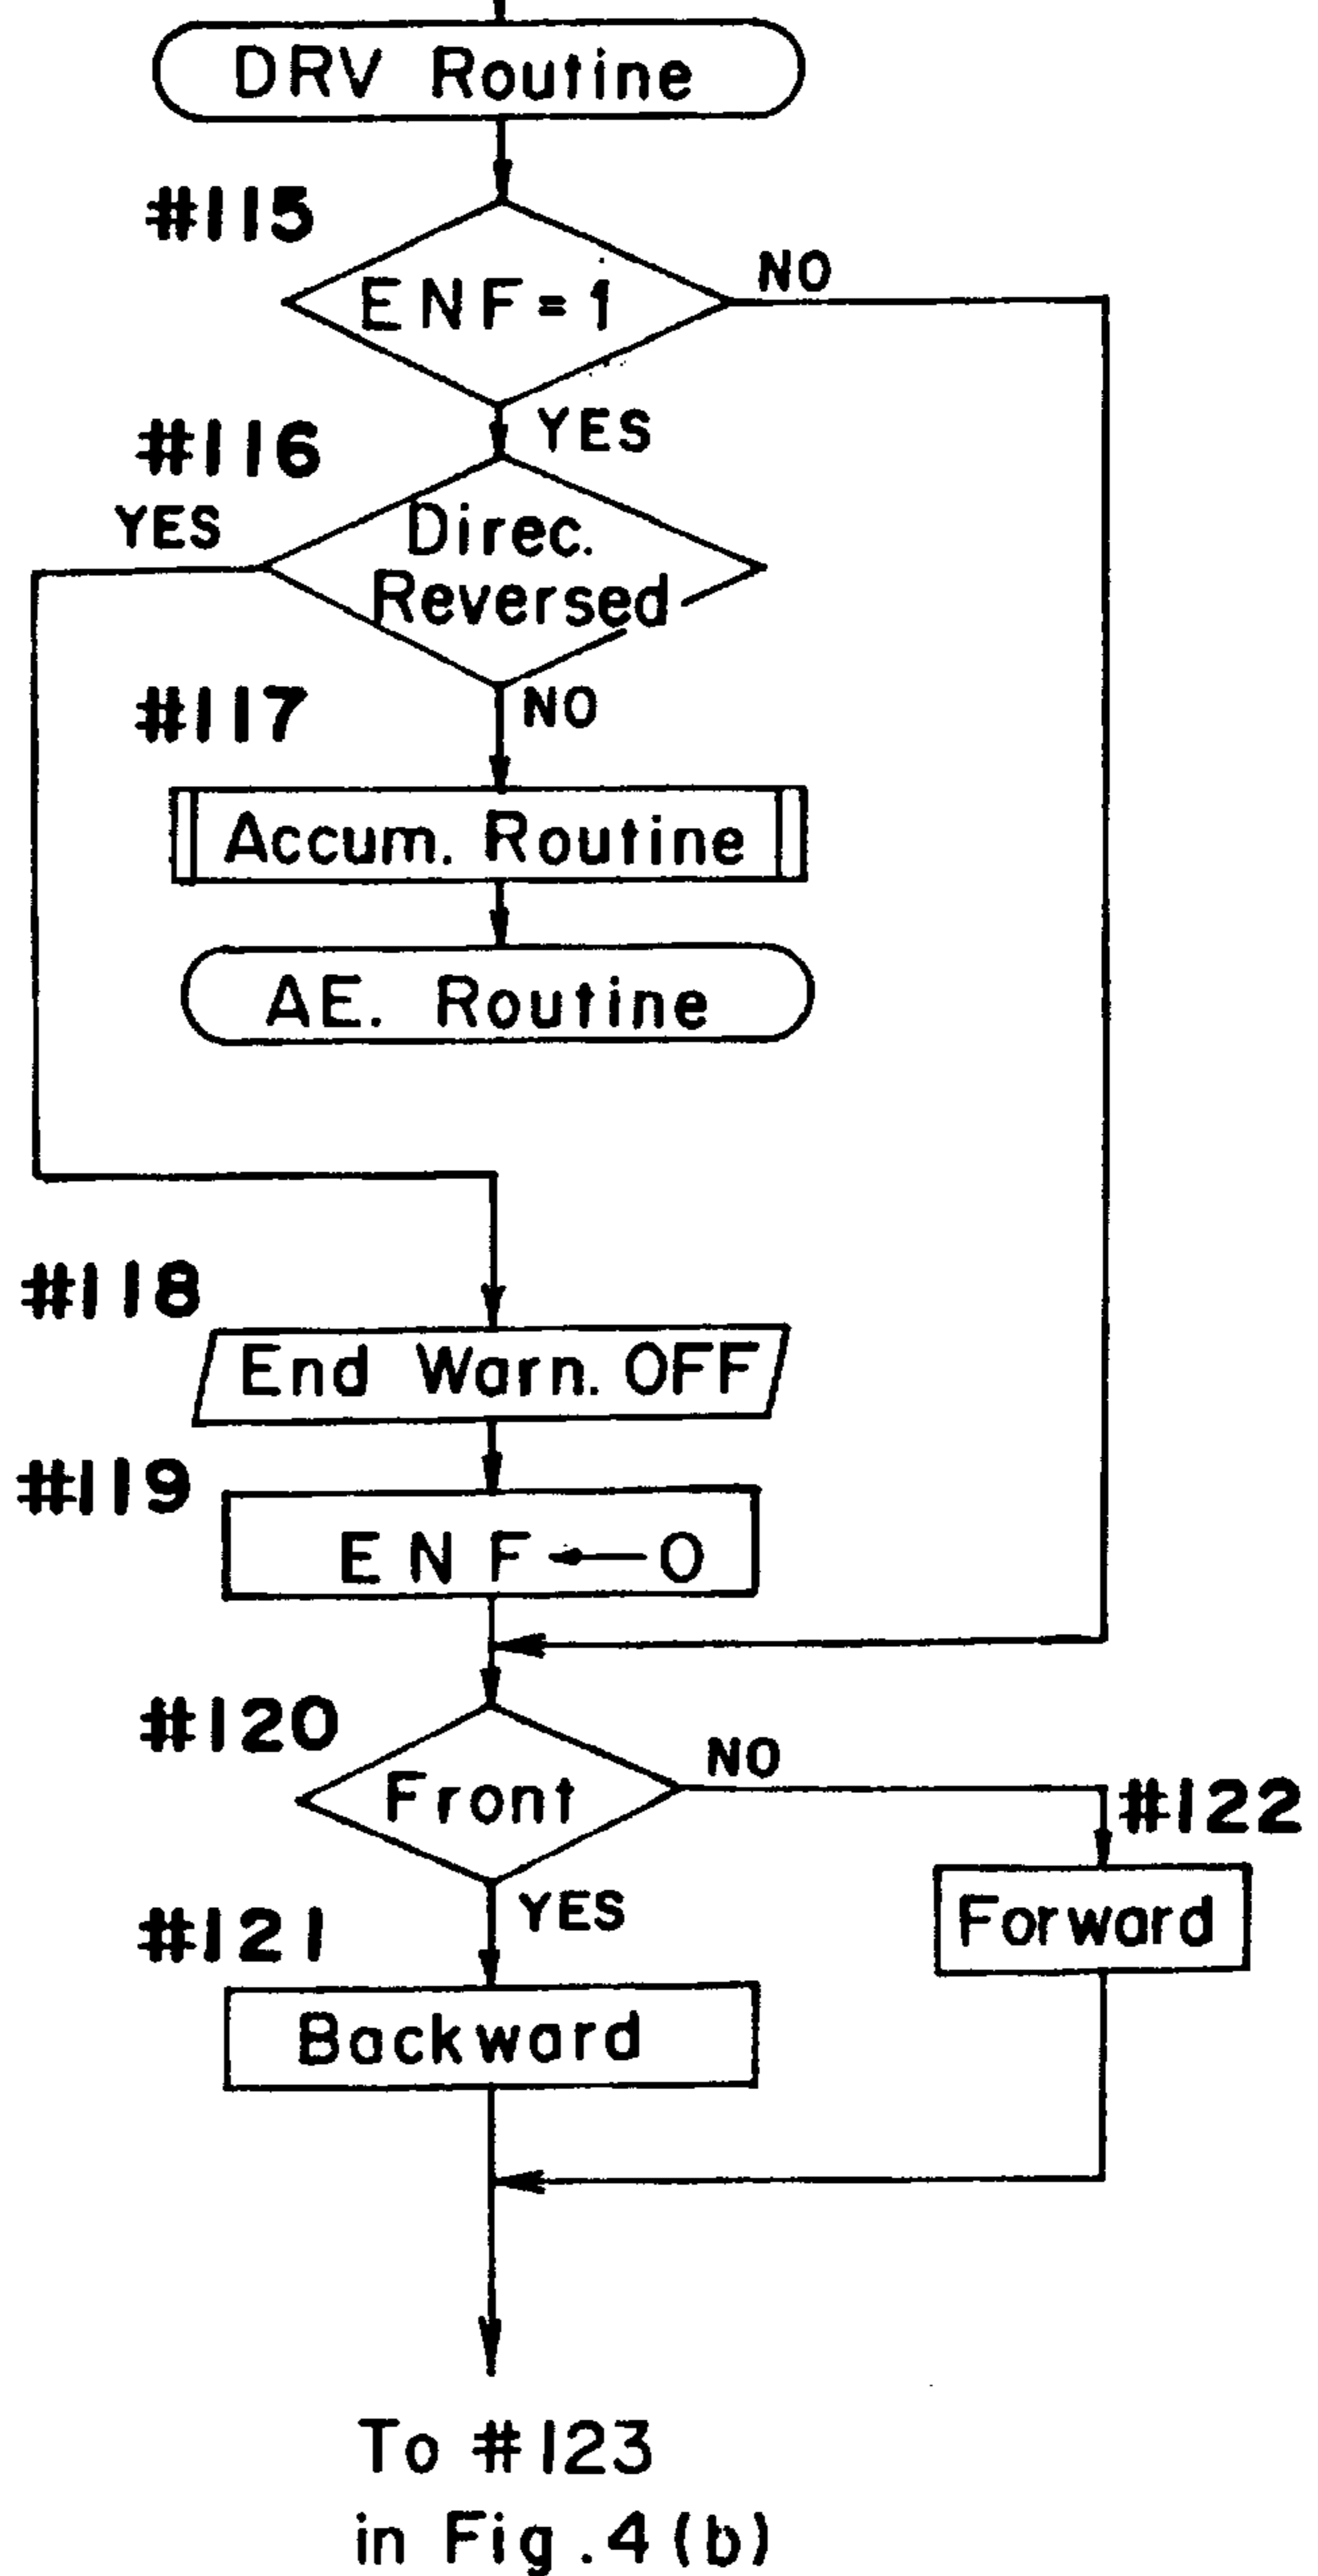 DRV Routine
#115
ENF=1
NO
YES
#116
YES
Direc.
Reversed
#117
NO
Accum. Routine
AE. Routine
#118
End Warn. OFF
#119
ENF←0
#120
Front
NO
#122
YES
Forward
#121
Backward
To #123
in Fig.4(b)